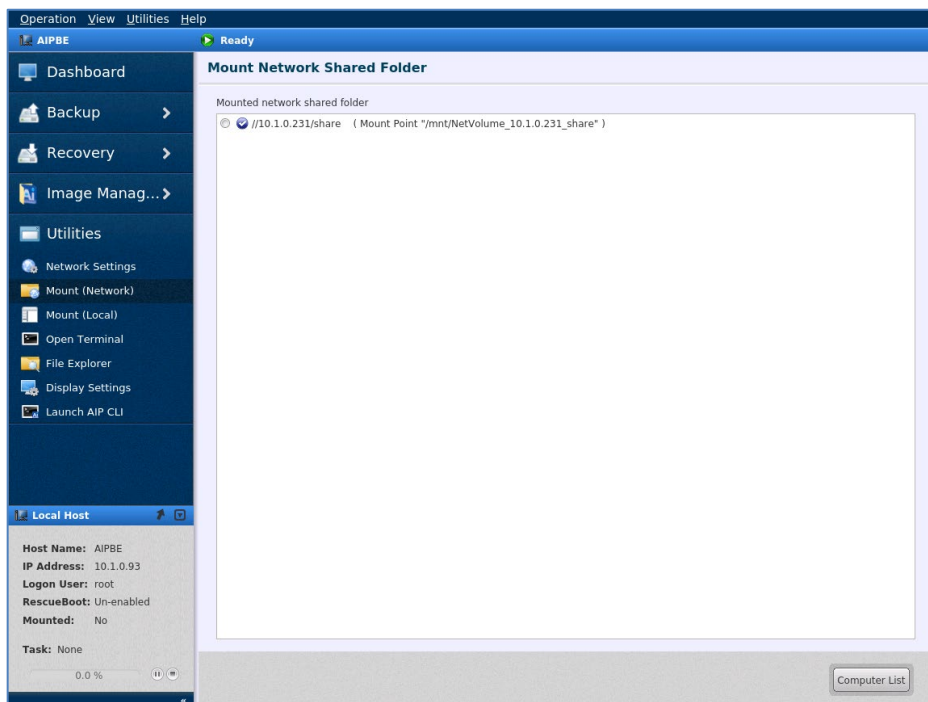 Operation View Utilities Help
AIPBE
Ready
Dashboard
Backup
Recovery
Image Manag...
Utilities
Network Settings
Mount (Network)
Mount (Local)
Open Terminal
File Explorer
Display Settings
Launch AIP CLI
Local Host
Host Name: AIPBE
IP Address: 10.1.0.93
Logon User: root
RescueBoot: Un-enabled
Mounted: No
Task: None
0.0 %
Mount Network Shared Folder
Mounted network shared folder
//10.1.0.231/share ( Mount Point "/mnt/NetVolume_10.1.0.231_share" )
Computer List